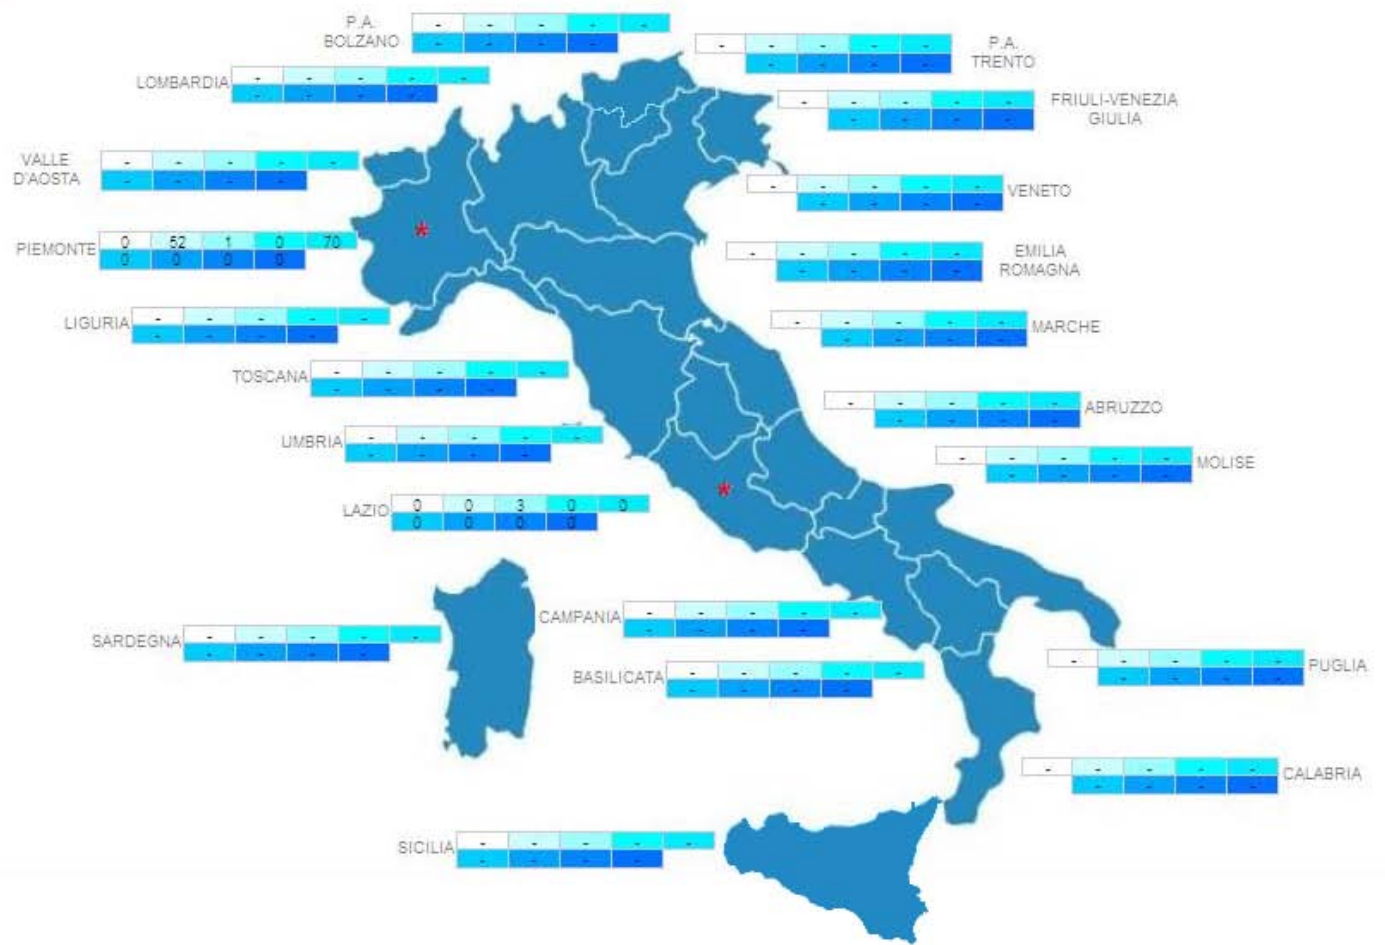 P.A.
BOLZANO
- - - - -
- - - -
- - - - -
- - - -
P.A.
TRENTO
LOMBARDIA
- - - - -
- - - -
- - - - -
- - - -
FRIULI-VENEZIA
GIULIA
VALLE
D'AOSTA
- - - - -
- - - -
- - - - -
- - - -
VENETO
PIEMONTE
0 52 1 0 70
0 0 0 0
*
- - - - -
- - - -
EMILIA
ROMAGNA
LIGURIA
- - - - -
- - - -
- - - - -
- - - -
MARCHE
TOSCANA
- - - - -
- - - -
- - - - -
- - - -
ABRUZZO
UMBRIA
- - - - -
- - - -
- - - - -
- - - -
MOLISE
LAZIO
0 0 3 0 0
0 0 0 0
*
SARDEGNA
- - - - -
- - - -
CAMPANIA
- - - - -
- - - -
BASILICATA
- - - - -
- - - -
- - - - -
- - - -
PUGLIA
- - - - -
- - - -
CALABRIA
SICILIA
- - - - -
- - - -